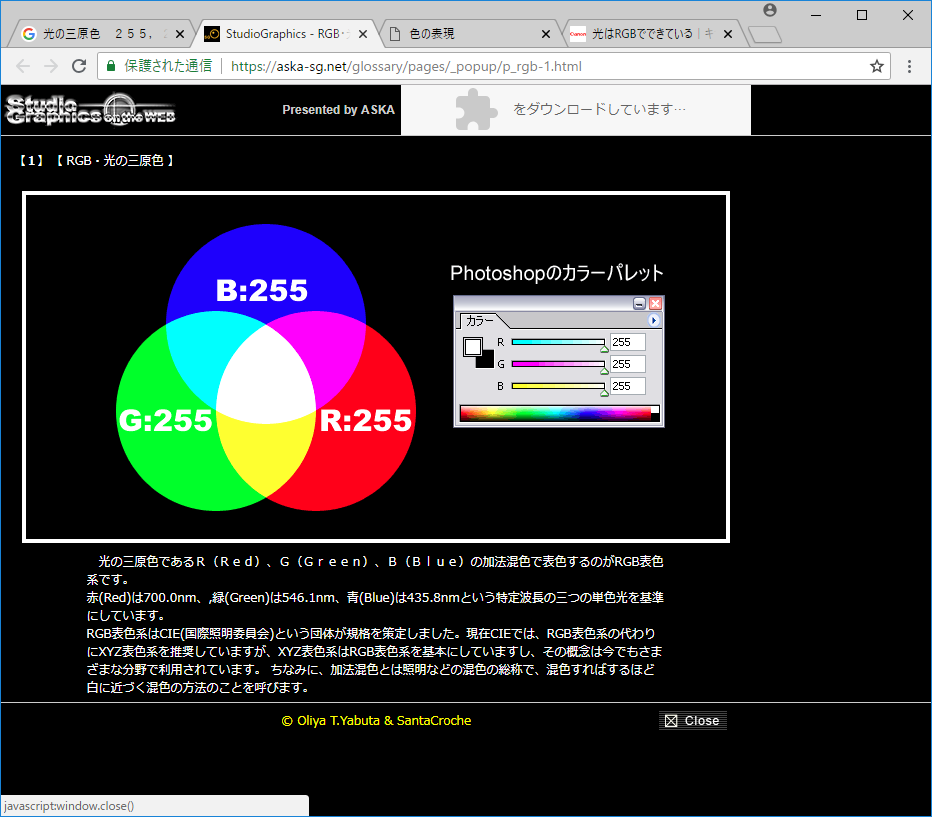 光の三原色　２５５，
StudioGraphics - RGB・
色の表現
Canon 光はRGBでできている｜キ
保護された通信 | https://aska-sg.net/glossary/pages/_popup/p_rgb-1.html
Studio
Graphics on the WEB
Presented by ASKA
をダウンロードしています…
【１】【 RGB・光の三原色 】
B:255
G:255
R:255
Photoshopのカラーパレット
カラー
R 255
G 255
B 255
光の三原色であるＲ（Ｒｅｄ）、Ｇ（Ｇｒｅｅｎ）、Ｂ（Ｂｌｕｅ）の加法混色で表色するのがRGB表色
系です。
赤(Red)は700.0nm、,緑(Green)は546.1nm、青(Blue)は435.8nmという特定波長の三つの単色光を基準
にしています。
RGB表色系はCIE(国際照明委員会)という団体が規格を策定しました。現在CIEでは、RGB表色系の代わり
にXYZ表色系を推奨していますが、XYZ表色系はRGB表色系を基本にしていますし、その概念は今でもさま
ざまな分野で利用されています。 ちなみに、加法混色とは照明などの混色の総称で、混色すればするほど
白に近づく混色の方法のことを呼びます。
© Oliya T.Yabuta & SantaCroche
Close
javascript:window.close()